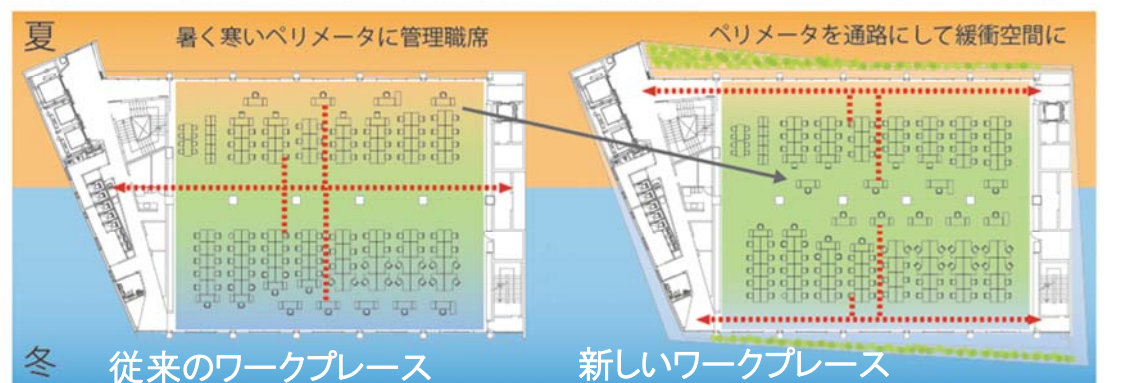 夏
暑く寒いペリメータに管理職席
ペリメータを通路にして緩衝空間に
冬
従来のワークプレース
新しいワークプレース